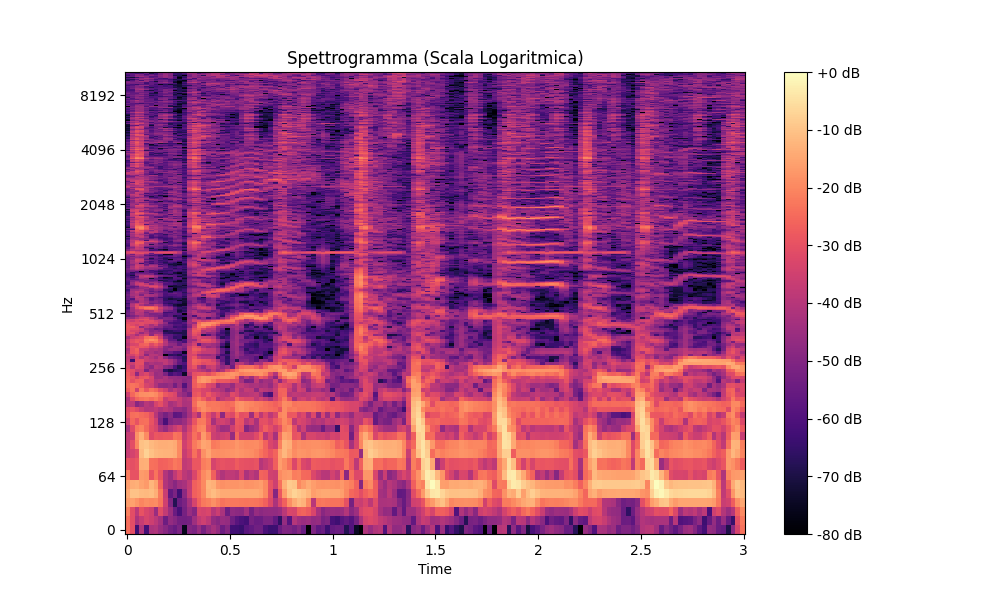 Spettrogramma (Scala Logaritmica)
Hz
8192
4096
2048
1024
512
256
128
64
0
0
0.5
1
1.5
2
2.5
3
Time
+0 dB
-10 dB
-20 dB
-30 dB
-40 dB
-50 dB
-60 dB
-70 dB
-80 dB